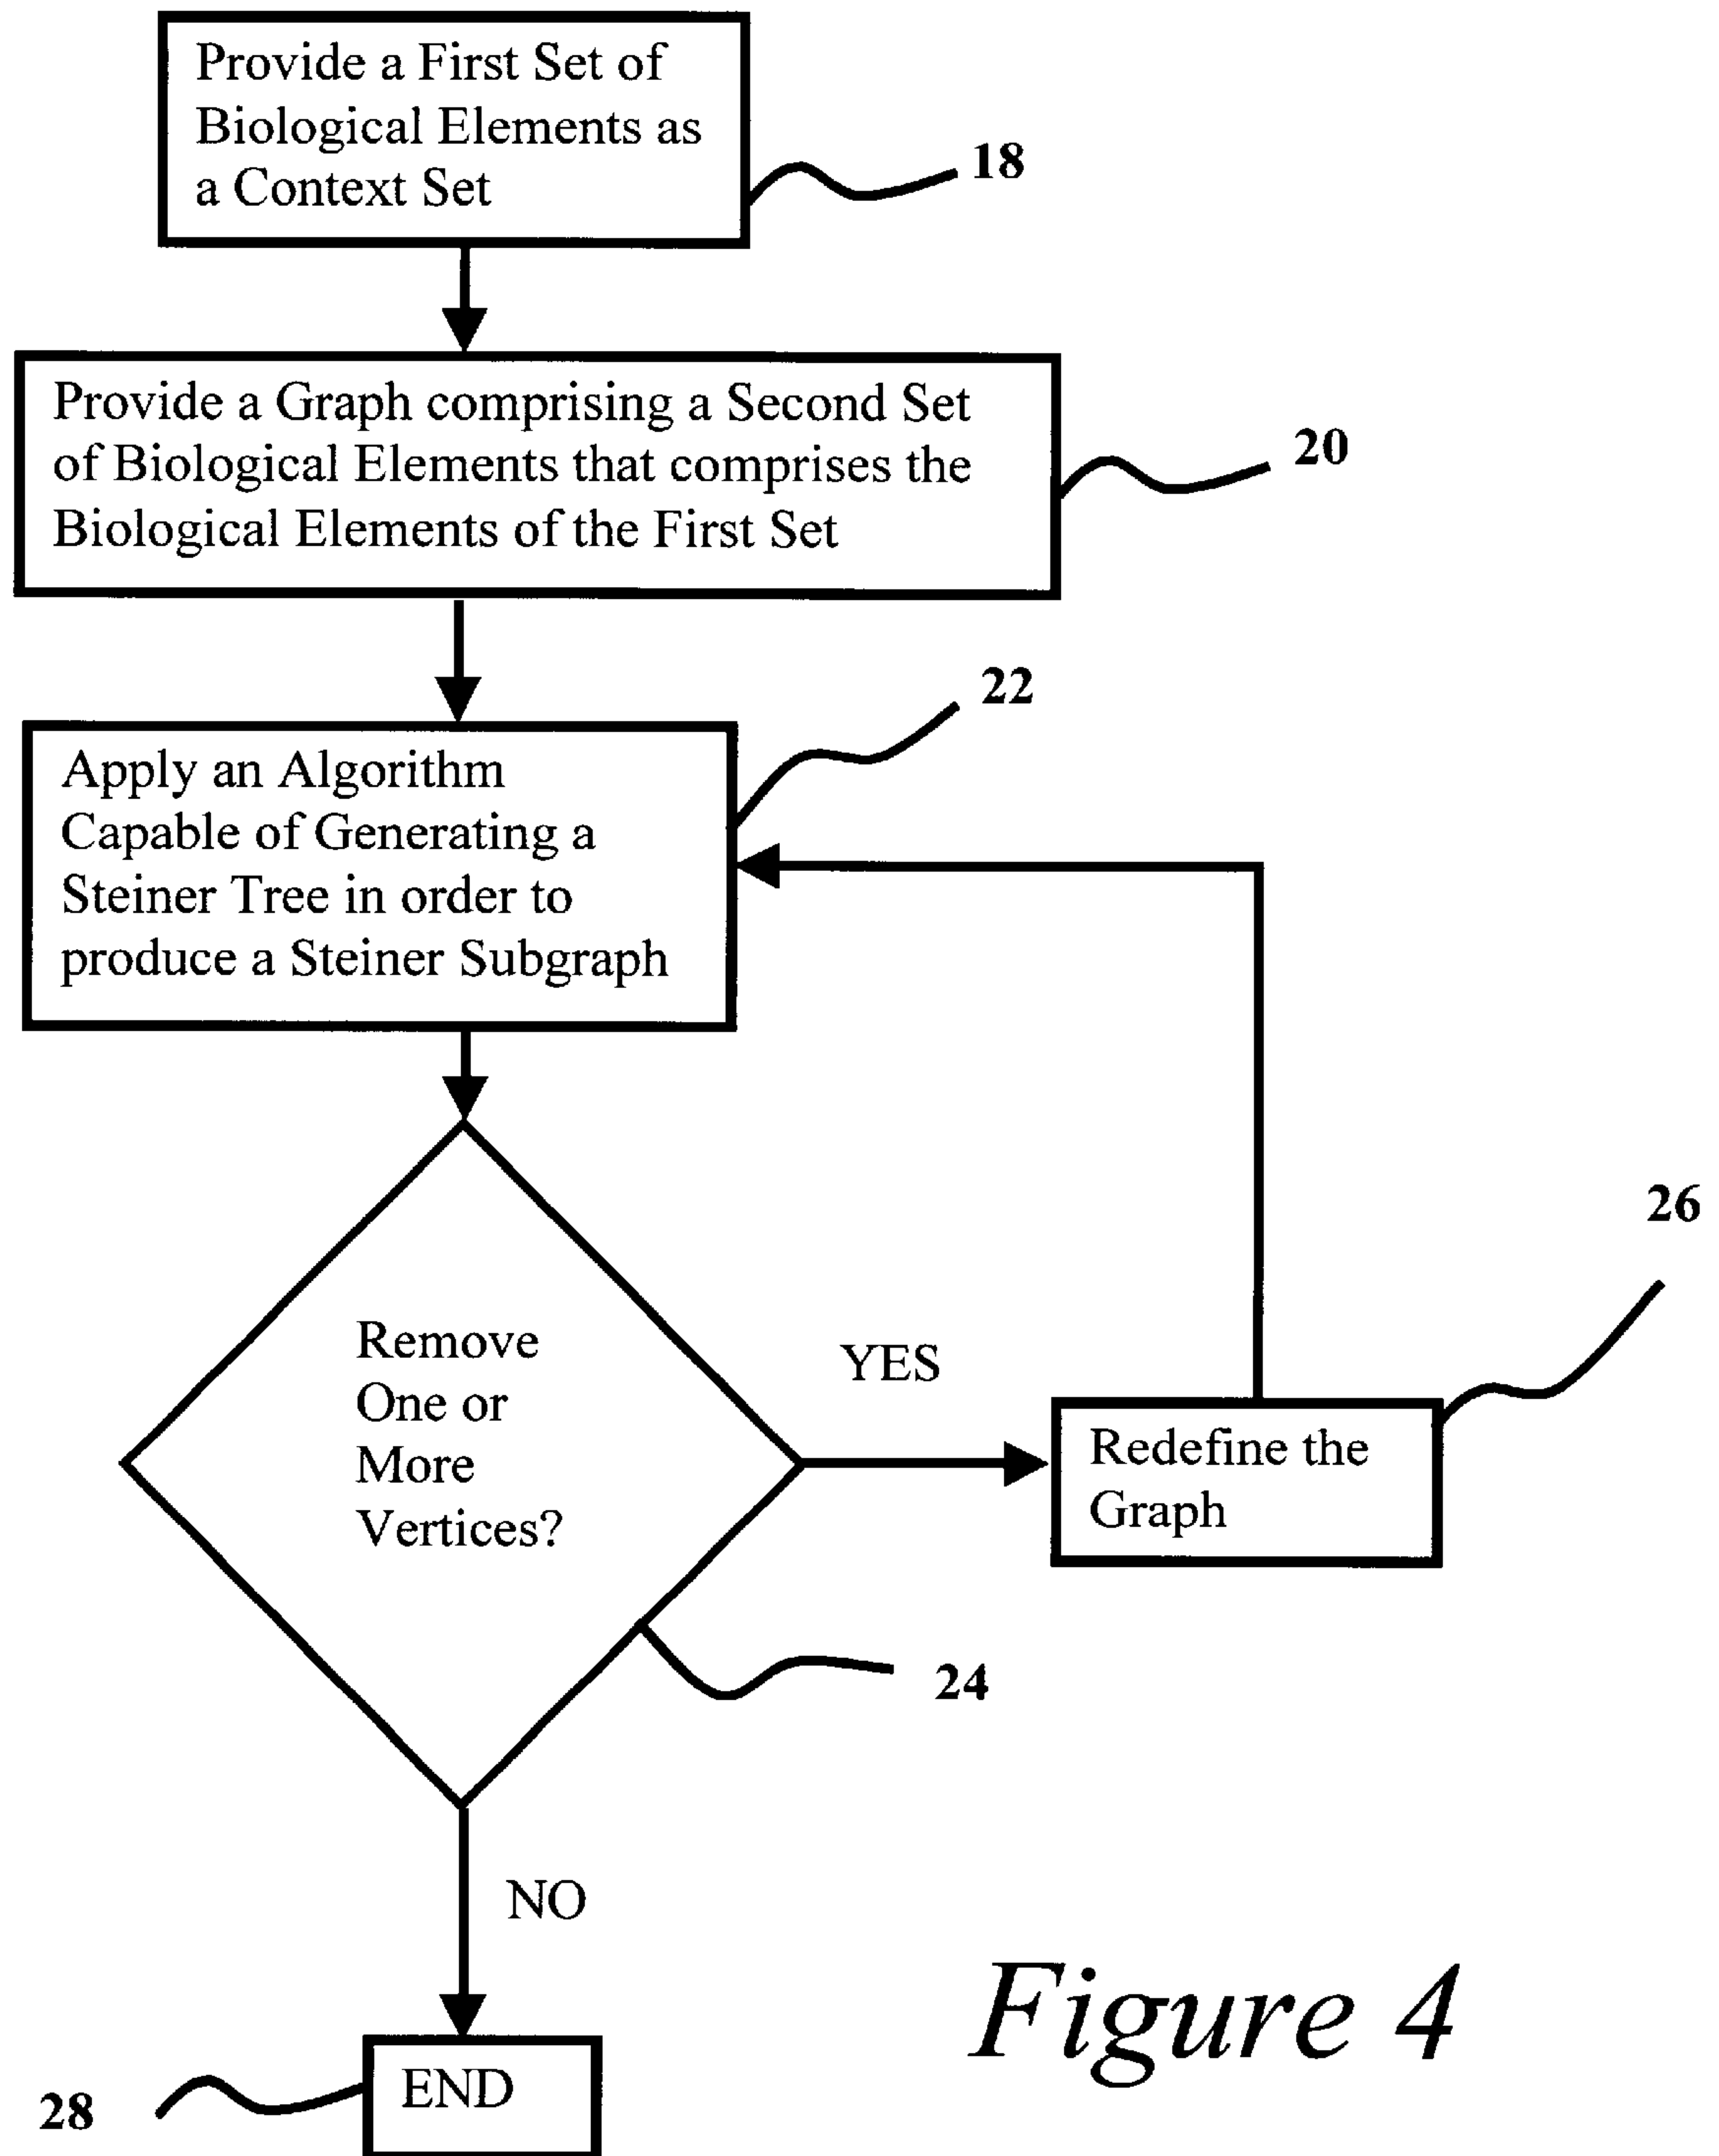 Provide a First Set of
Biological Elements as
a Context Set
18
Provide a Graph comprising a Second Set
of Biological Elements that comprises the
Biological Elements of the First Set
20
22
Apply an Algorithm
Capable of Generating a
Steiner Tree in order to
produce a Steiner Subgraph
26
Remove
One or
More
Vertices?
YES
Redefine the
Graph
24
NO
END
28
Figure 4